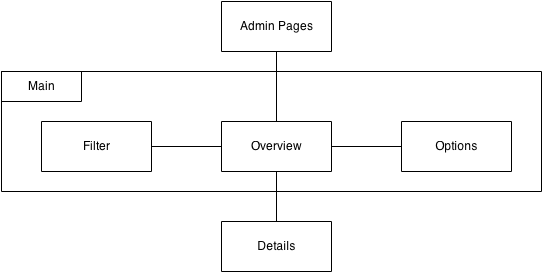 Admin Pages
Main
Filter
Overview
Options
Details